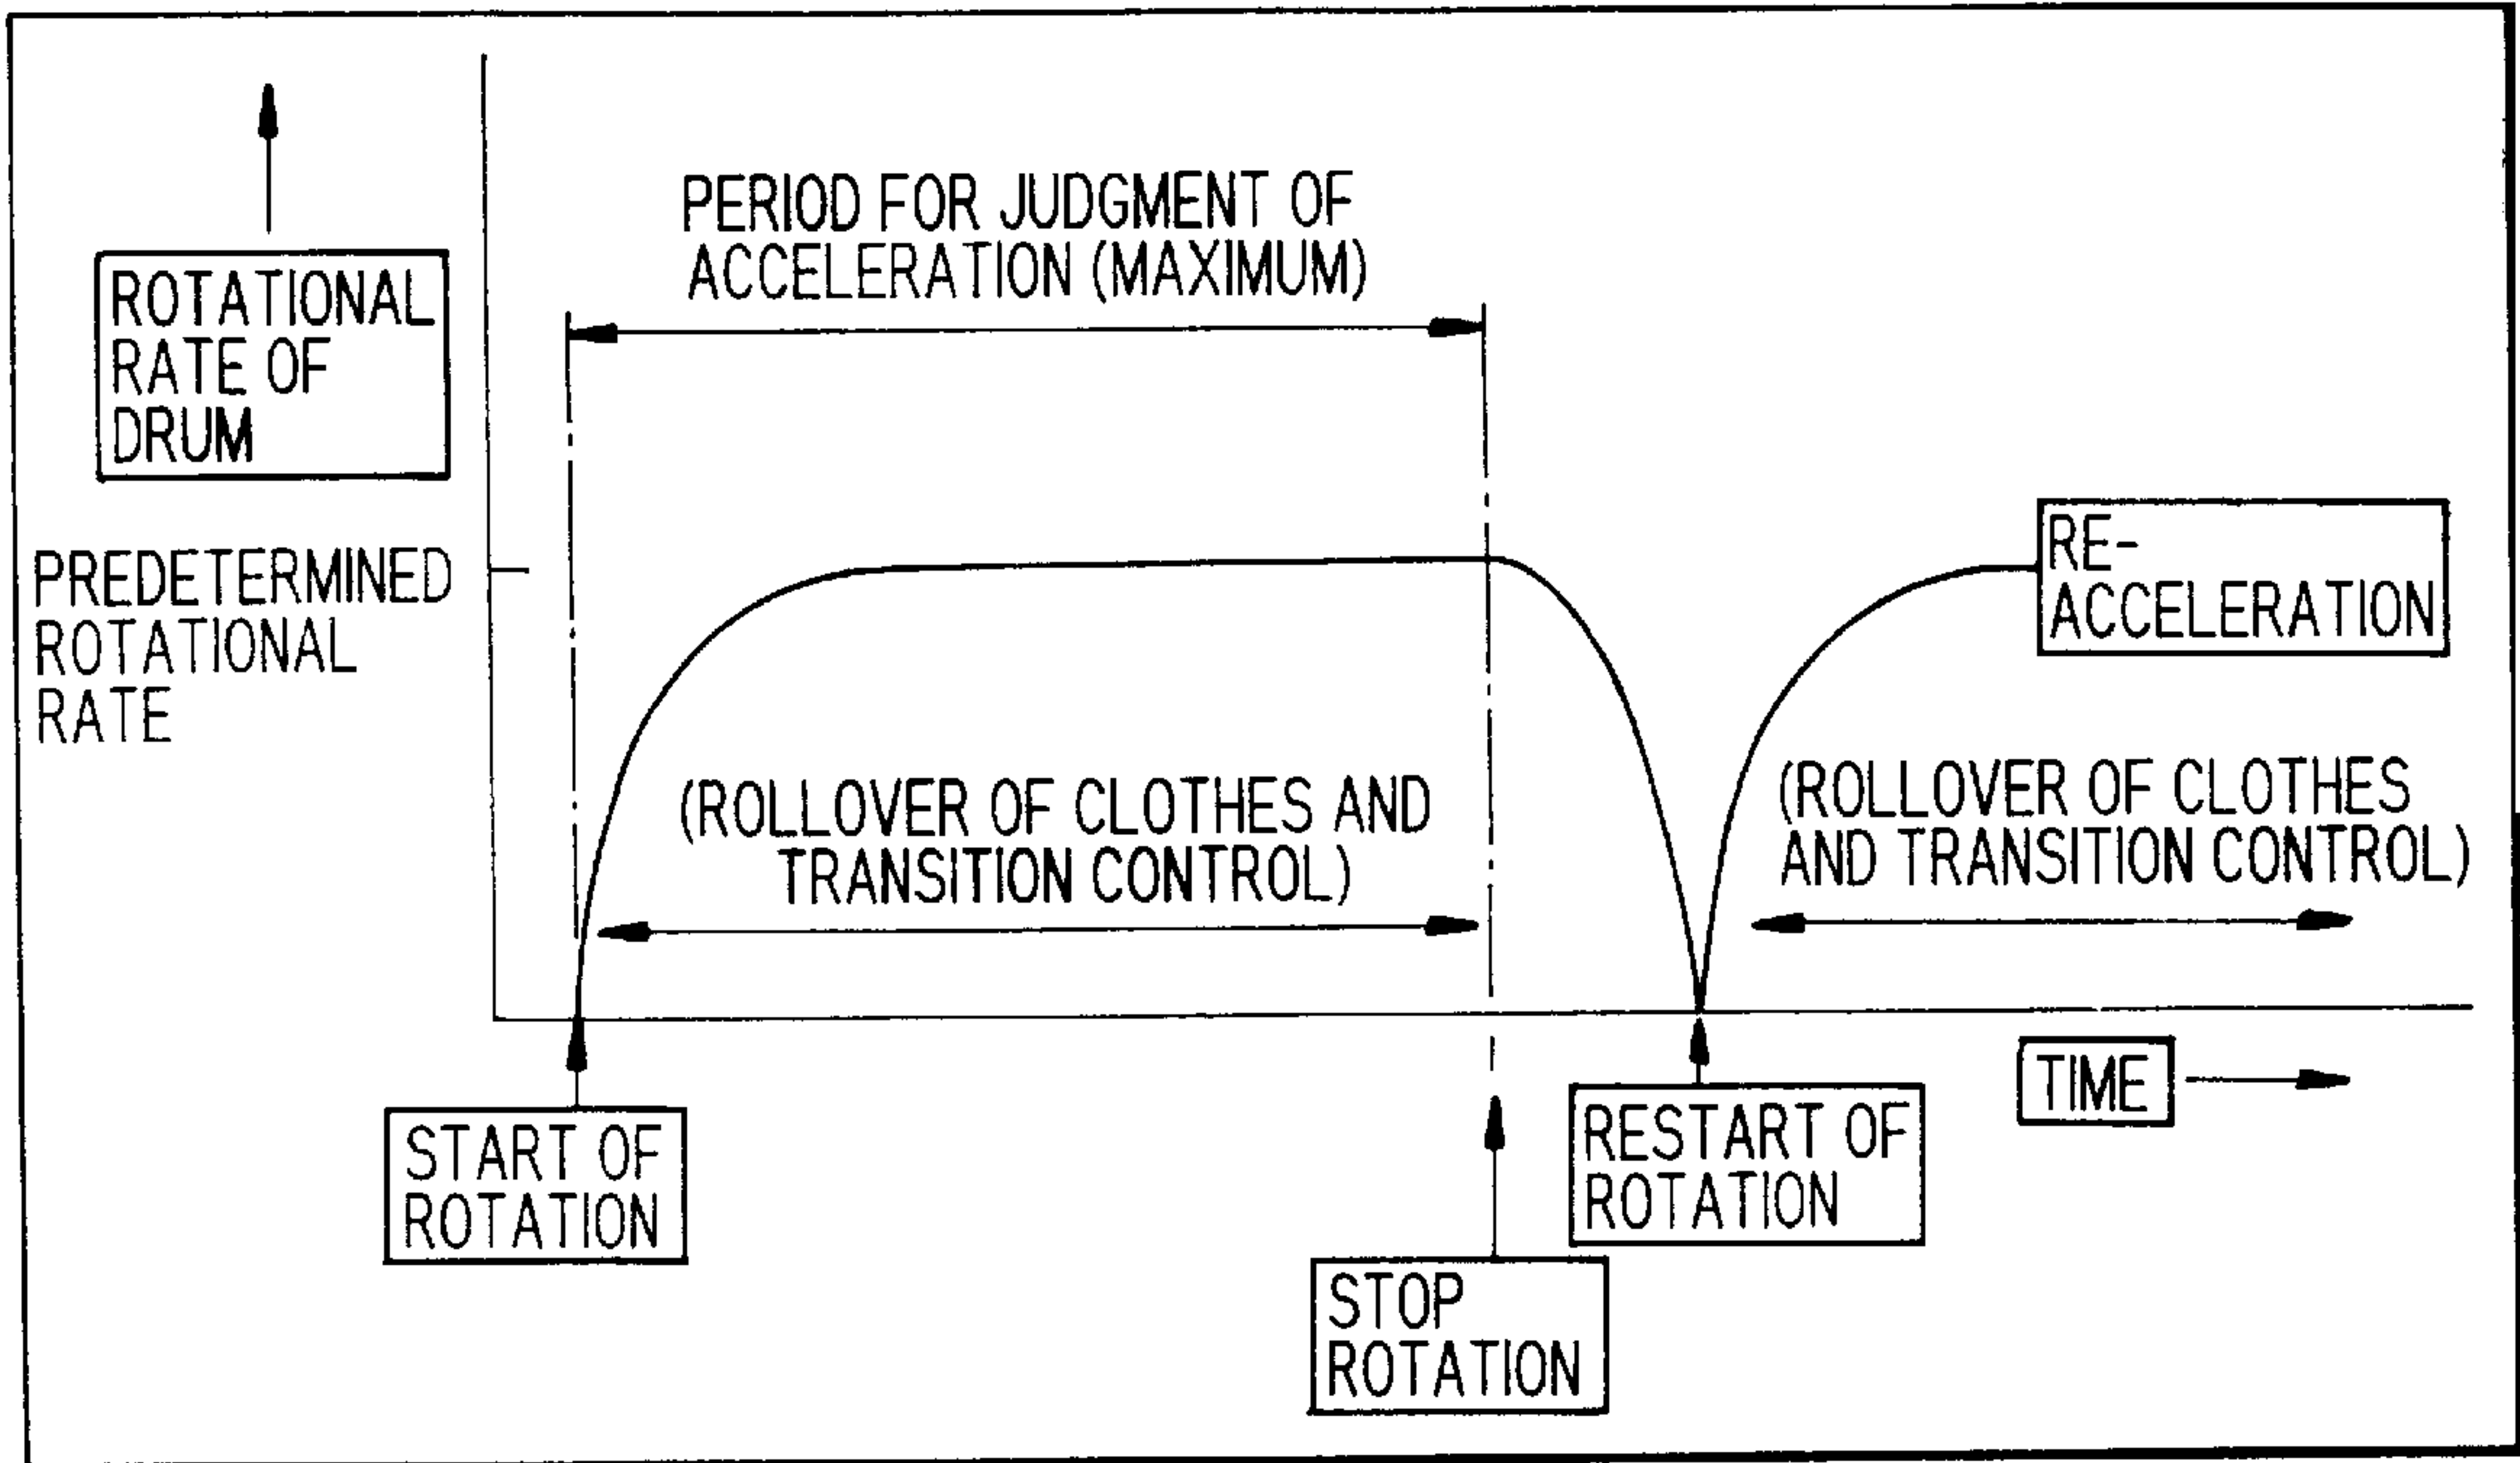 PERIOD FOR JUDGMENT OF
ACCELERATION (MAXIMUM)
ROTATIONAL
RATE OF
DRUM
PREDETERMINED
ROTATIONAL
RATE
RE-
ACCELERATION
(ROLLOVER OF CLOTHES AND
TRANSITION CONTROL)
(ROLLOVER OF CLOTHES
AND TRANSITION CONTROL)
TIME
START OF
ROTATION
RESTART OF
ROTATION
STOP
ROTATION